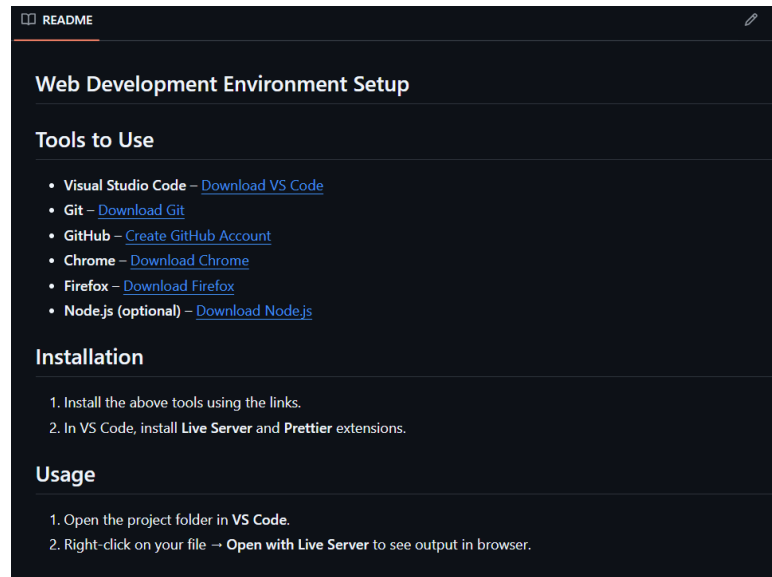 README
Web Development Environment Setup
Tools to Use
• Visual Studio Code – Download VS Code
• Git – Download Git
• GitHub – Create GitHub Account
• Chrome – Download Chrome
• Firefox – Download Firefox
• Node.js (optional) – Download Node.js
Installation
1. Install the above tools using the links.
2. In VS Code, install Live Server and Prettier extensions.
Usage
1. Open the project folder in VS Code.
2. Right-click on your file → Open with Live Server to see output in browser.